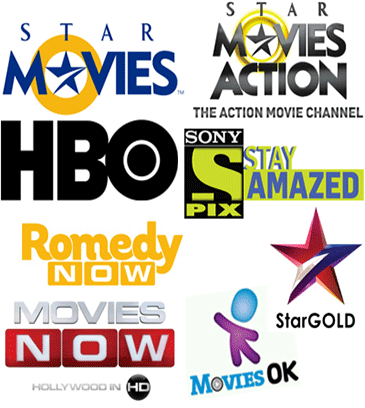 STAR
MOVIES
TM
STAR
MOVIES
ACTION
THE ACTION MOVIE CHANNEL
HBO
SONY
S
PIX
STAY
AMAZED
Romedy
NOW
StarGOLD
MOVIES
NOW
HOLLYWOOD IN HD
MOVIES OK